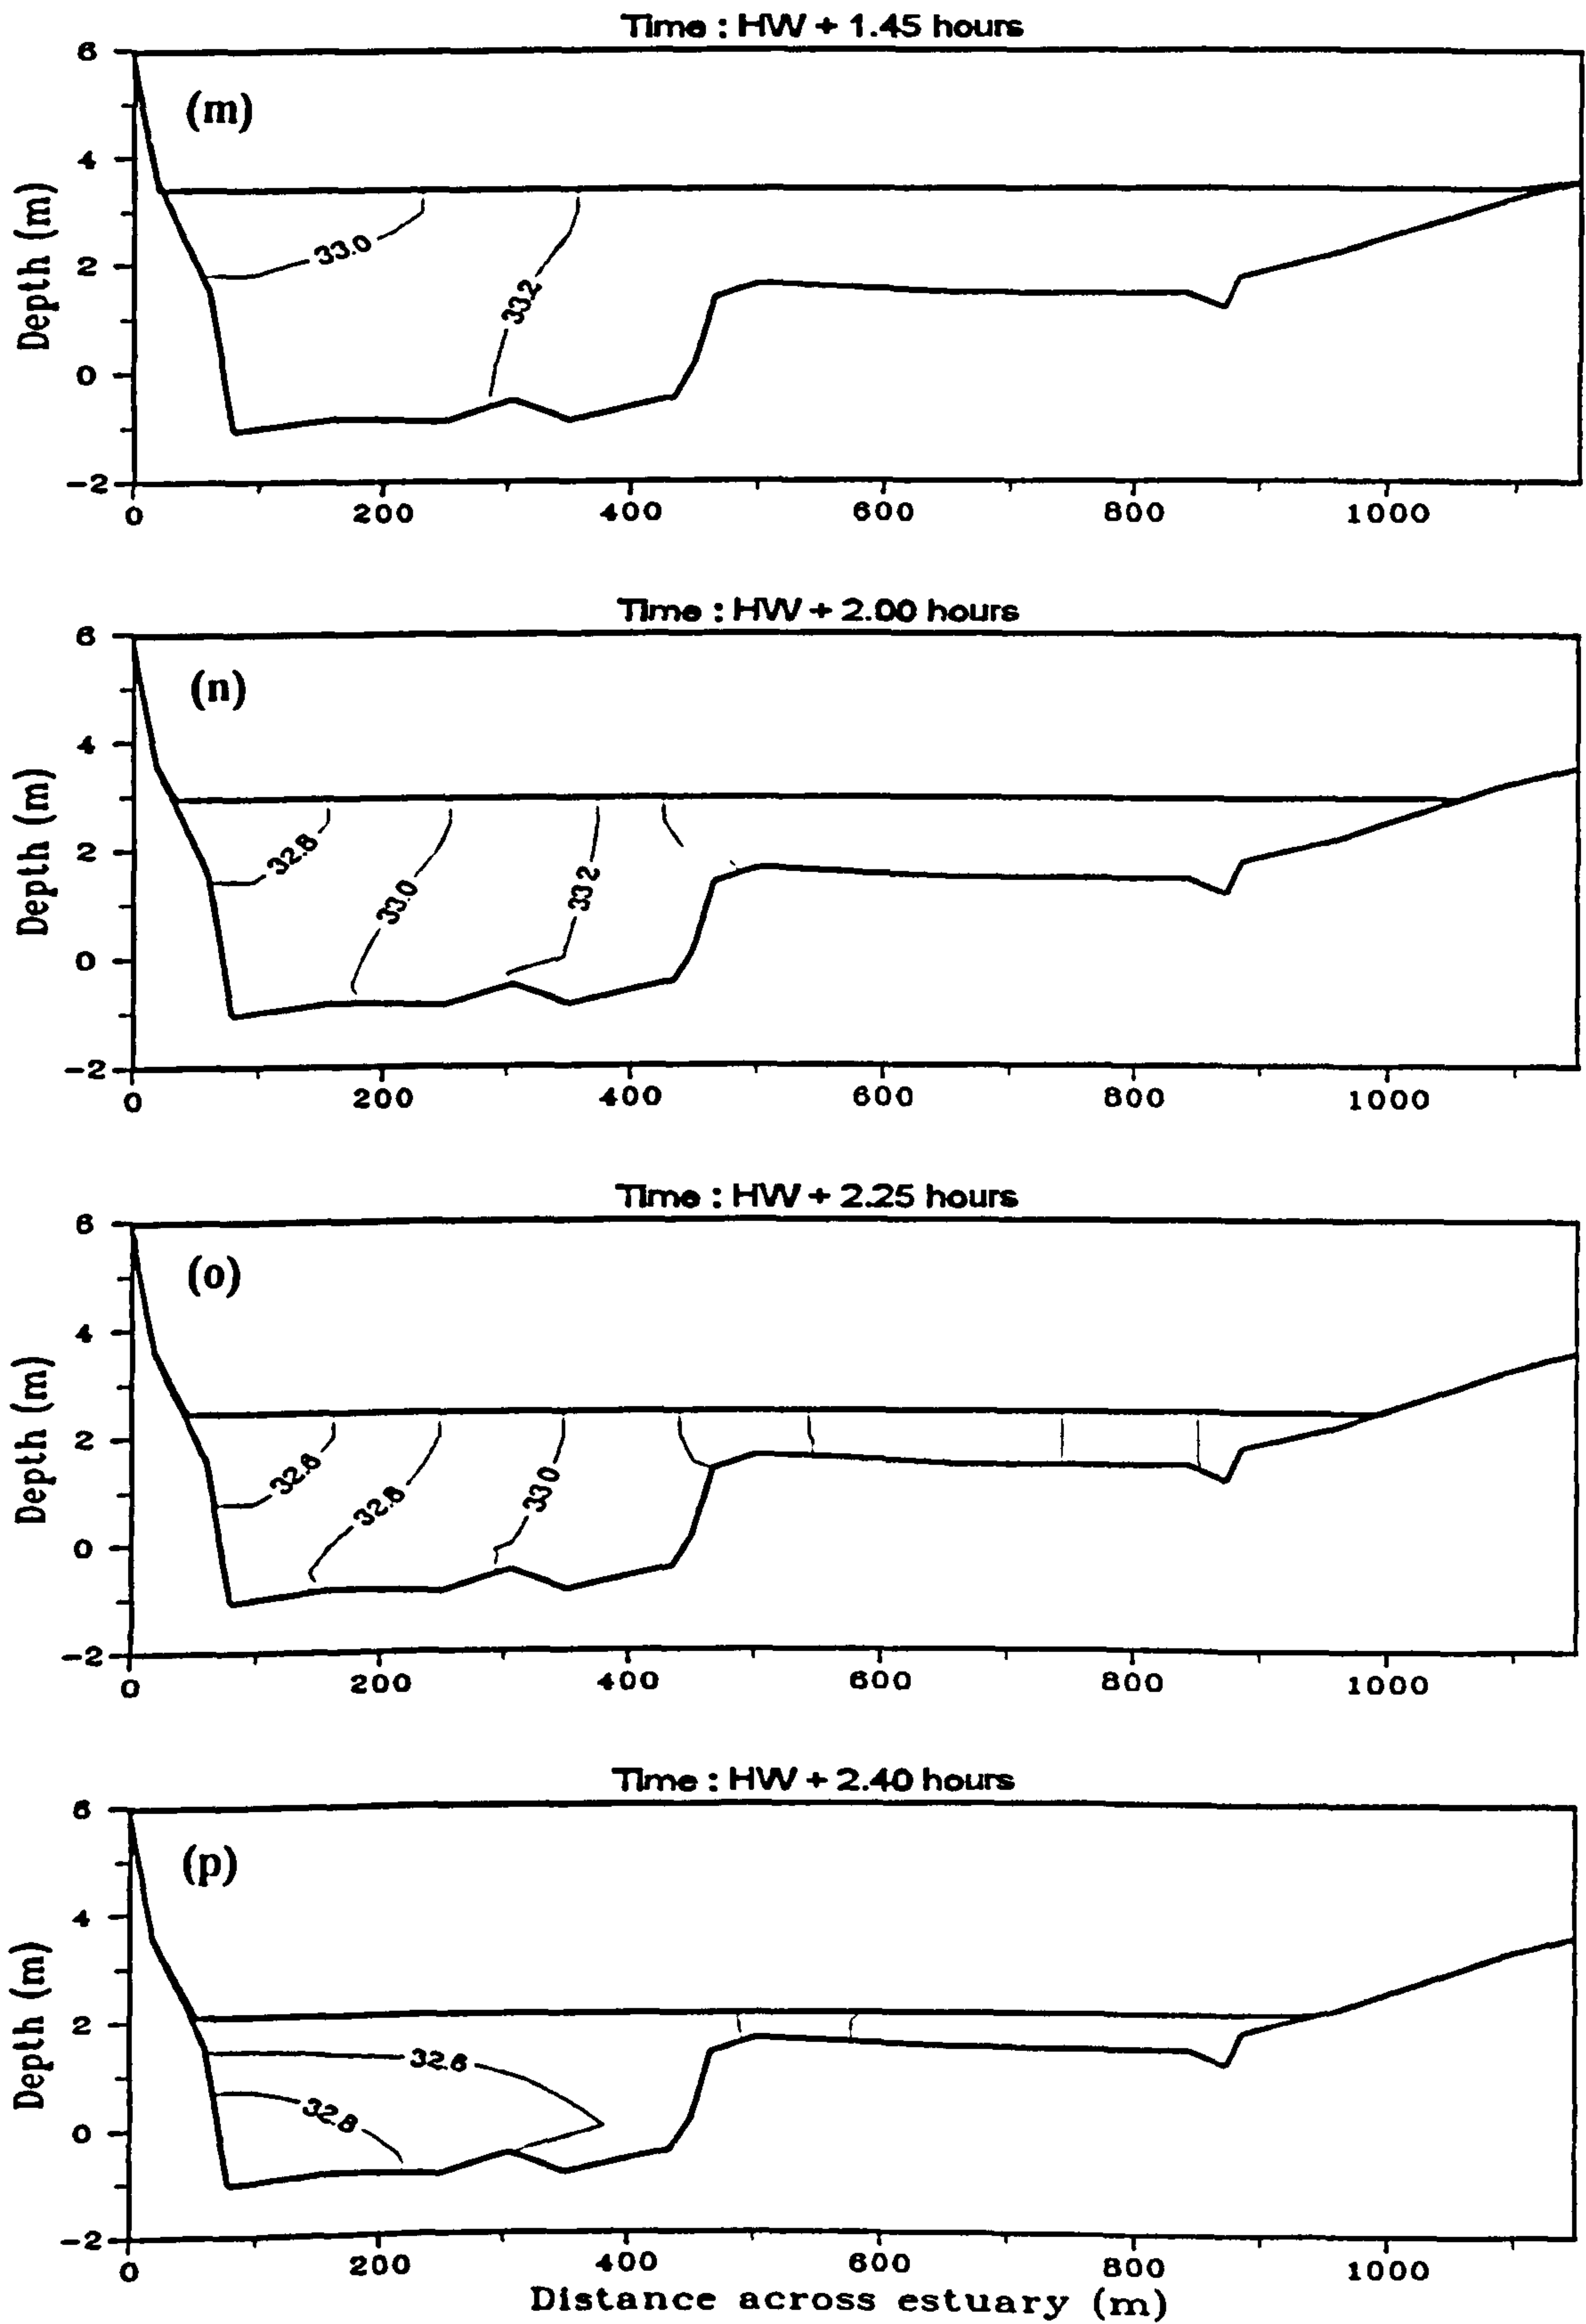 Time : HW + 1.45 hours
(m)
Depth (m)
6
4
2
0
-2
33.0
33.2
0 200 400 600 800 1000
Time : HW + 2.00 hours
(n)
Depth (m)
6
4
2
0
-2
32.8
33.0
33.2
0 200 400 600 800 1000
Time : HW + 2.25 hours
(o)
Depth (m)
6
4
2
0
-2
32.6
32.8
33.0
0 200 400 600 800 1000
Time : HW + 2.40 hours
(p)
Depth (m)
6
4
2
0
-2
32.6
32.8
0 200 400 600 800 1000
Distance across estuary (m)